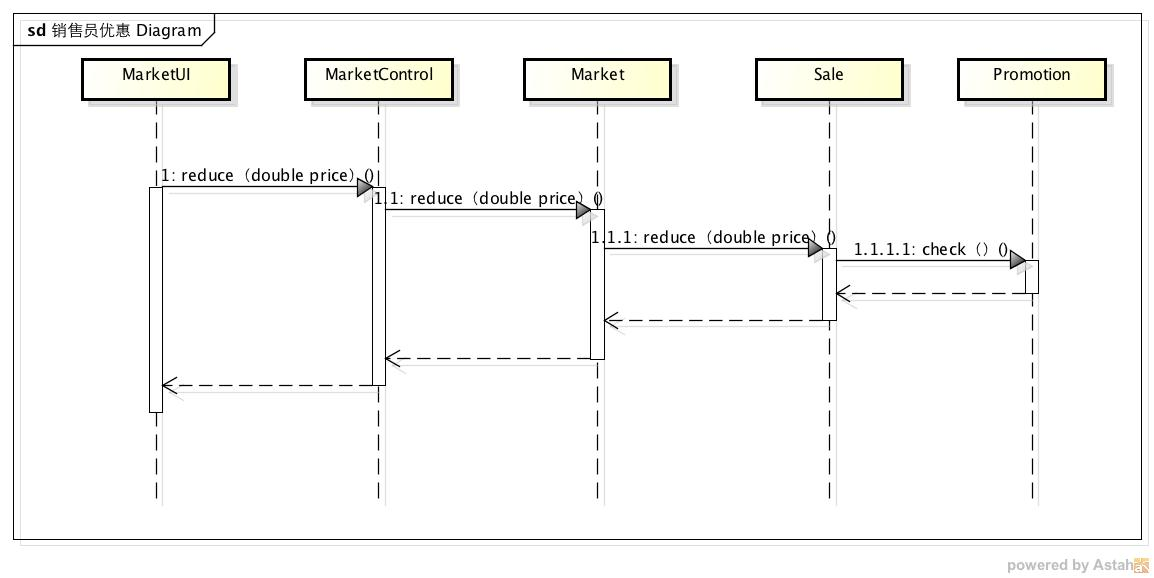 sd 销售员优惠 Diagram
MarketUI
MarketControl
Market
Sale
Promotion
1: reduce（double price）()
1.1: reduce（double price）()
1.1.1: reduce（double price）()
1.1.1.1: check（）()
powered by Astah